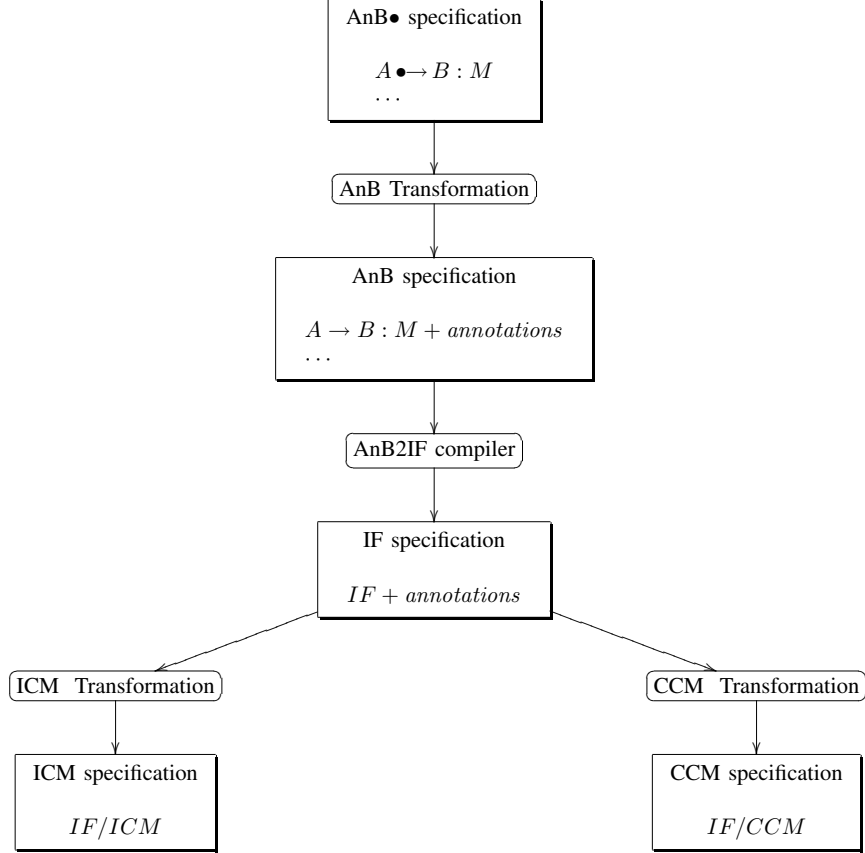 AnB● specification
A ●→ B : M
· · ·
AnB Transformation
AnB specification
A → B : M + annotations
· · ·
AnB2IF compiler
IF specification
IF + annotations
ICM Transformation
CCM Transformation
ICM specification
IF/ICM
CCM specification
IF/CCM